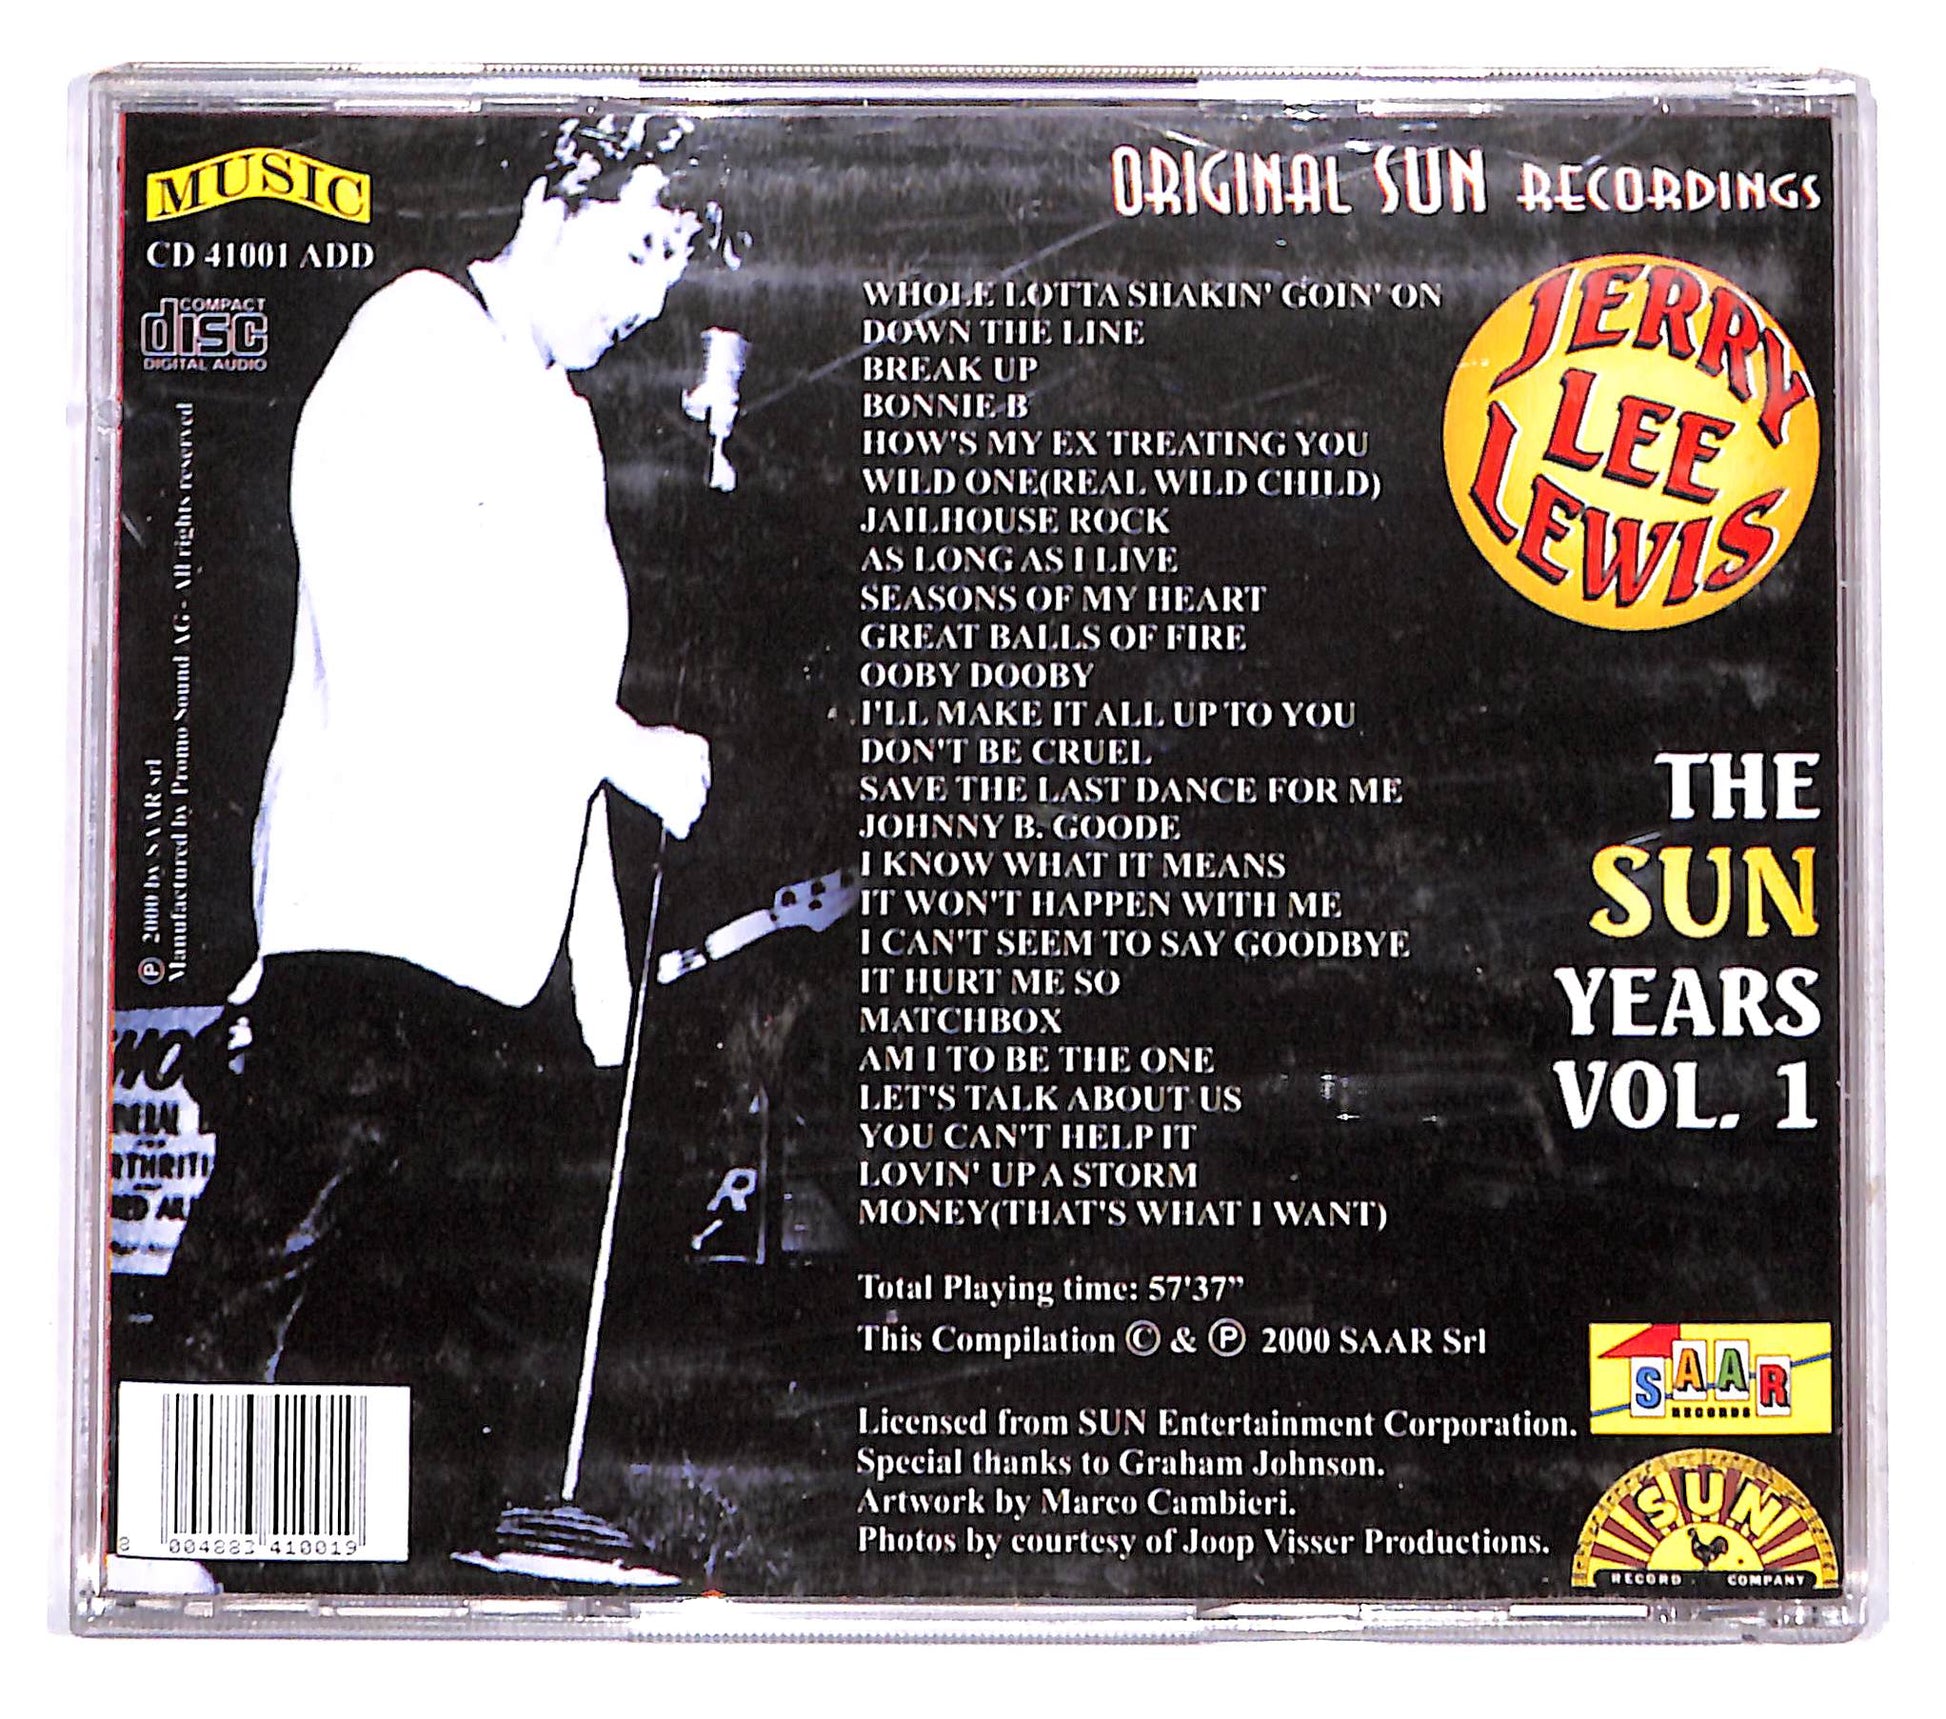 MUSIC
CD 41001 ADD
COMPACT
disc
DIGITAL AUDIO
℗ 2000 by SAAR srl
Manufactured by Promo Sound AG - All rights reserved
ORIGINAL SUN RECORDINGS
JERRY
LEE
LEWIS
WHOLE LOTTA SHAKIN' GOIN' ON
DOWN THE LINE
BREAK UP
BONNIE B
HOW'S MY EX TREATING YOU
WILD ONE(REAL WILD CHILD)
JAILHOUSE ROCK
AS LONG AS I LIVE
SEASONS OF MY HEART
GREAT BALLS OF FIRE
OOBY DOOBY
I'LL MAKE IT ALL UP TO YOU
DON'T BE CRUEL
SAVE THE LAST DANCE FOR ME
JOHNNY B. GOODE
I KNOW WHAT IT MEANS
IT WON'T HAPPEN WITH ME
I CAN'T SEEM TO SAY GOODBYE
IT HURT ME SO
MATCHBOX
AM I TO BE THE ONE
LET'S TALK ABOUT US
YOU CAN'T HELP IT
LOVIN' UP A STORM
MONEY(THAT'S WHAT I WANT)
THE
SUN
YEARS
VOL. 1
Total Playing time: 57'37”
This Compilation © & ℗ 2000 SAAR Srl
Licensed from SUN Entertainment Corporation.
Special thanks to Graham Johnson.
Artwork by Marco Cambieri.
Photos by courtesy of Joop Visser Productions.
SAAR
RECORDS
SUN
RECORD COMPANY
R
8 004883 410019